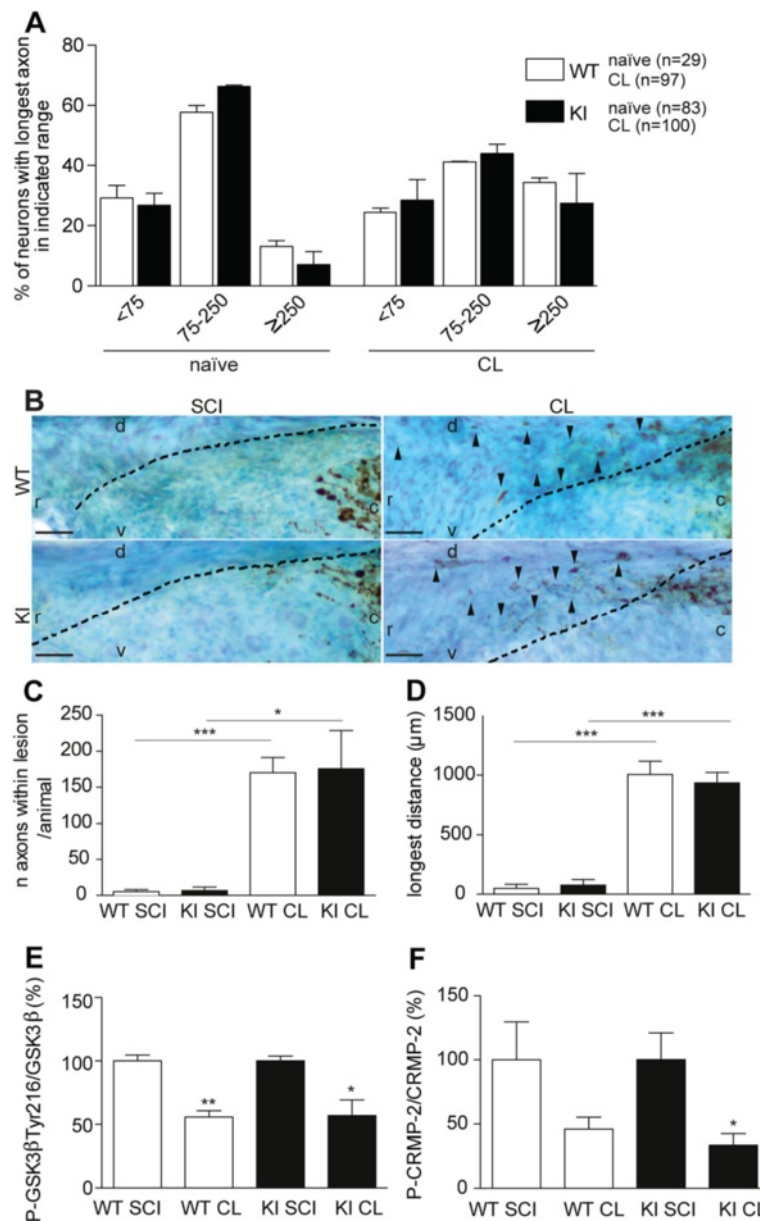 A
% of neurons with longest axon
in indicated range
80
60
40
20
0
<75
75-250
≥250
<75
75-250
≥250
naïve
CL
WT naïve (n=29)
CL (n=97)
KI naïve (n=83)
CL (n=100)
B
SCI
CL
WT
d
r
c
v
d
r
c
v
KI
d
r
c
v
d
r
c
v
C
n axons within lesion
/animal
250
200
150
100
50
0
***
*
WT SCI KI SCI WT CL KI CL
D
longest distance (µm)
1500
1000
500
0
***
***
WT SCI KI SCI WT CL KI CL
E
P-GSK3βTyr216/GSK3β (%)
150
100
50
0
**
*
WT SCI WT CL KI SCI KI CL
F
P-CRMP-2/CRMP-2 (%)
150
100
50
0
*
WT SCI WT CL KI SCI KI CL